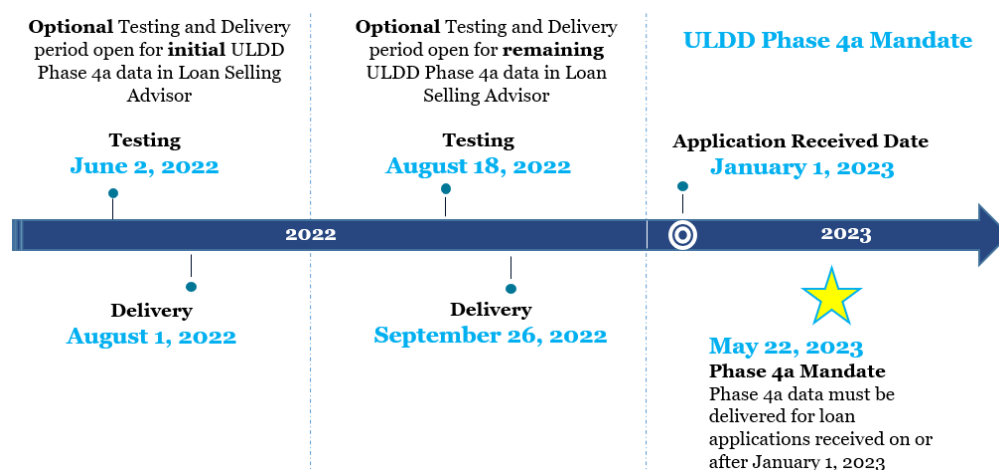 Optional Testing and Delivery
period open for initial ULDD
Phase 4a data in Loan Selling
Advisor
Testing
June 2, 2022
Optional Testing and Delivery
period open for remaining
ULDD Phase 4a data in Loan
Selling Advisor
Testing
August 18, 2022
ULDD Phase 4a Mandate
Application Received Date
January 1, 2023
2022
2023
Delivery
August 1, 2022
Delivery
September 26, 2022
May 22, 2023
Phase 4a Mandate
Phase 4a data must be
delivered for loan
applications received on or
after January 1, 2023